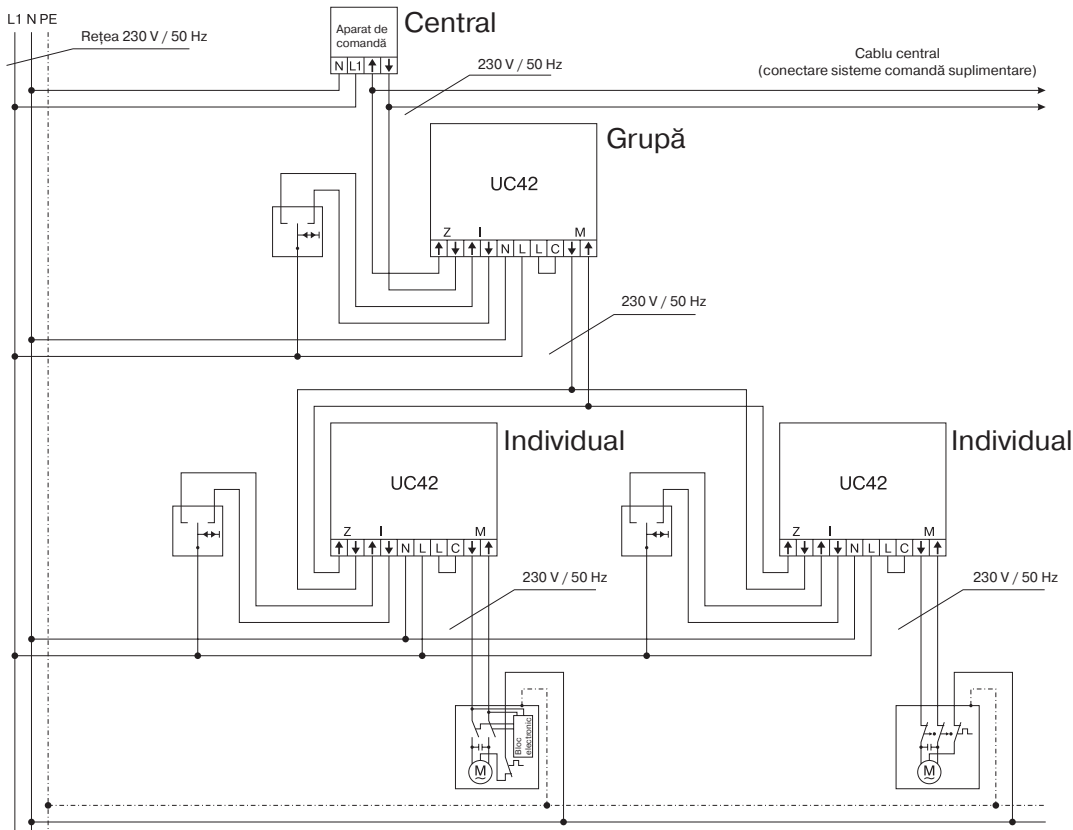 L1 N PE
Rețea 230 V / 50 Hz
Aparat de
comandă
Central
N L1
230 V / 50 Hz
Cablu central
(conectare sisteme comandă suplimentare)
Grupă
UC42
Z I M
N L L C
230 V / 50 Hz
Individual
UC42
Z I M
N L L C
230 V / 50 Hz
Individual
UC42
Z I M
N L L C
230 V / 50 Hz
Bloc
electronic
M
M